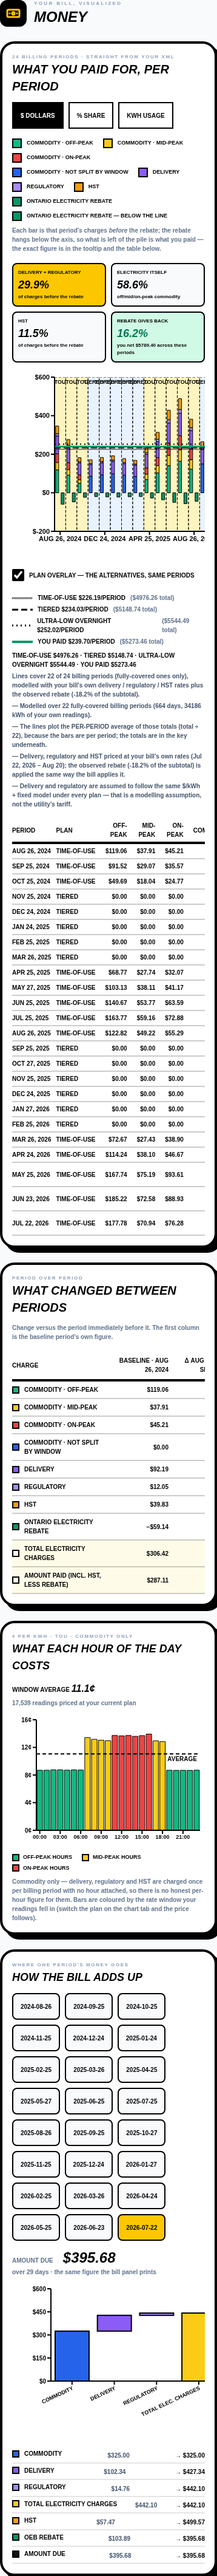 YOUR BILL, VISUALIZED
MONEY
24 BILLING PERIODS · STRAIGHT FROM YOUR XML
WHAT YOU PAID FOR, PER
PERIOD
$ DOLLARS
% SHARE
KWH USAGE
COMMODITY · OFF-PEAK
COMMODITY · MID-PEAK
COMMODITY · ON-PEAK
COMMODITY · NOT SPLIT BY WINDOW
DELIVERY
REGULATORY
HST
ONTARIO ELECTRICITY REBATE
ONTARIO ELECTRICITY REBATE — BELOW THE LINE
Each bar is that period's charges before the rebate; the rebate
hangs below the axis, so what is left of the pile is what you paid —
the exact figure is in the tooltip and the table below.
DELIVERY + REGULATORY
29.9%
of charges before the rebate
ELECTRICITY ITSELF
58.6%
off/mid/on-peak commodity
HST
11.5%
of charges before the rebate
REBATE GIVES BACK
16.2%
you net $5780.40 across these
periods
$600
$400
$200
$0
$-200
AUG 26, 2024 DEC 24, 2024 APR 25, 2025 AUG 26, 2
PLAN OVERLAY — THE ALTERNATIVES, SAME PERIODS
TIME-OF-USE $226.19/PERIOD ($4976.26 total)
TIERED $234.03/PERIOD ($5148.74 total)
ULTRA-LOW OVERNIGHT
$252.02/PERIOD
($5544.49
total)
YOU PAID $239.70/PERIOD ($5273.46 total)
TIME-OF-USE $4976.26 · TIERED $5148.74 · ULTRA-LOW
OVERNIGHT $5544.49 · YOU PAID $5273.46
Lines cover 22 of 24 billing periods (fully-covered ones only),
modelled with your own delivery / regulatory / HST rates plus
the observed rebate (-18.2% of the subtotal).
— Modelled over 22 fully-covered billing periods (664 days, 34186
kWh of your own readings).
— The lines plot the PER-PERIOD average of those totals (total ÷
22), because the bars are per period; the totals are in the key
underneath.
— Delivery, regulatory and HST priced at your own rates (Jul
22, 2026 – Aug 20); the observed rebate (-18.2% of the subtotal) is
applied the same way the bill applies it.
— Delivery and regulatory are assumed to follow the same $/kWh
+ fixed model under every plan — that is a modelling assumption,
not the utility's tariff.
PERIOD PLAN OFF-PEAK MID-PEAK ON-PEAK COM
AUG 26, 2024 TIME-OF-USE $119.06 $37.91 $45.21
SEP 25, 2024 TIME-OF-USE $91.52 $29.07 $35.57
OCT 25, 2024 TIME-OF-USE $49.69 $18.04 $24.77
NOV 25, 2024 TIERED $0.00 $0.00 $0.00
DEC 24, 2024 TIERED $0.00 $0.00 $0.00
JAN 24, 2025 TIERED $0.00 $0.00 $0.00
FEB 25, 2025 TIERED $0.00 $0.00 $0.00
MAR 26, 2025 TIERED $0.00 $0.00 $0.00
APR 25, 2025 TIME-OF-USE $68.77 $27.74 $32.07
MAY 27, 2025 TIME-OF-USE $103.13 $38.11 $41.17
JUN 25, 2025 TIME-OF-USE $140.67 $53.77 $63.59
JUL 25, 2025 TIME-OF-USE $163.77 $59.16 $72.88
AUG 26, 2025 TIME-OF-USE $122.82 $49.22 $55.29
SEP 25, 2025 TIERED $0.00 $0.00 $0.00
OCT 27, 2025 TIERED $0.00 $0.00 $0.00
NOV 25, 2025 TIERED $0.00 $0.00 $0.00
DEC 24, 2025 TIERED $0.00 $0.00 $0.00
JAN 27, 2026 TIERED $0.00 $0.00 $0.00
FEB 25, 2026 TIERED $0.00 $0.00 $0.00
MAR 26, 2026 TIME-OF-USE $72.67 $27.43 $38.90
APR 24, 2026 TIME-OF-USE $114.24 $38.10 $46.67
MAY 25, 2026 TIME-OF-USE $167.74 $75.19 $93.61
JUN 23, 2026 TIME-OF-USE $185.22 $72.58 $88.93
JUL 22, 2026 TIME-OF-USE $177.78 $70.94 $76.28
PERIOD OVER PERIOD
WHAT CHANGED BETWEEN
PERIODS
Change versus the period immediately before it. The first column
is the baseline period's own figure.
CHARGE
BASELINE · AUG
26, 2024
Δ AUG
COMMODITY · OFF-PEAK $119.06
COMMODITY · MID-PEAK $37.91
COMMODITY · ON-PEAK $45.21
COMMODITY · NOT SPLIT
BY WINDOW
$0.00
DELIVERY $92.19
REGULATORY $12.05
HST $39.83
ONTARIO ELECTRICITY
REBATE
−$59.14
TOTAL ELECTRICITY
CHARGES
$306.42
AMOUNT PAID (INCL. HST,
LESS REBATE)
$287.11
¢ PER KWH · TOU · COMMODITY ONLY
WHAT EACH HOUR OF THE DAY
COSTS
WINDOW AVERAGE 11.1¢
17,539 readings priced at your current plan
16¢
12¢
8¢
4¢
0¢
AVERAGE
00:00 03:00 06:00 09:00 12:00 15:00 18:00 21:00
OFF-PEAK HOURS
MID-PEAK HOURS
ON-PEAK HOURS
Commodity only — delivery, regulatory and HST are charged once
per billing period with no hour attached, so there is no honest per-
hour figure for them. Bars are coloured by the rate window your
readings fell in (switch the plan on the chart tab and the price
follows).
WHERE ONE PERIOD'S MONEY GOES
HOW THE BILL ADDS UP
2024-08-26 2024-09-25 2024-10-25
2024-11-25 2024-12-24 2025-01-24
2025-02-25 2025-03-26 2025-04-25
2025-05-27 2025-06-25 2025-07-25
2025-08-26 2025-09-25 2025-10-27
2025-11-25 2025-12-24 2026-01-27
2026-02-25 2026-03-26 2026-04-24
2026-05-25 2026-06-23 2026-07-22
AMOUNT DUE $395.68
over 29 days · the same figure the bill panel prints
$600
$450
$300
$150
$0
COMMODITY
DELIVERY
REGULATORY
TOTAL ELEC. CHARGES
COMMODITY $325.00 → $325.00
DELIVERY $102.34 → $427.34
REGULATORY $14.76 → $442.10
TOTAL ELECTRICITY CHARGES $442.10 → $442.10
HST $57.47 → $499.57
OEB REBATE $103.89 → $395.68
AMOUNT DUE $395.68 → $395.68